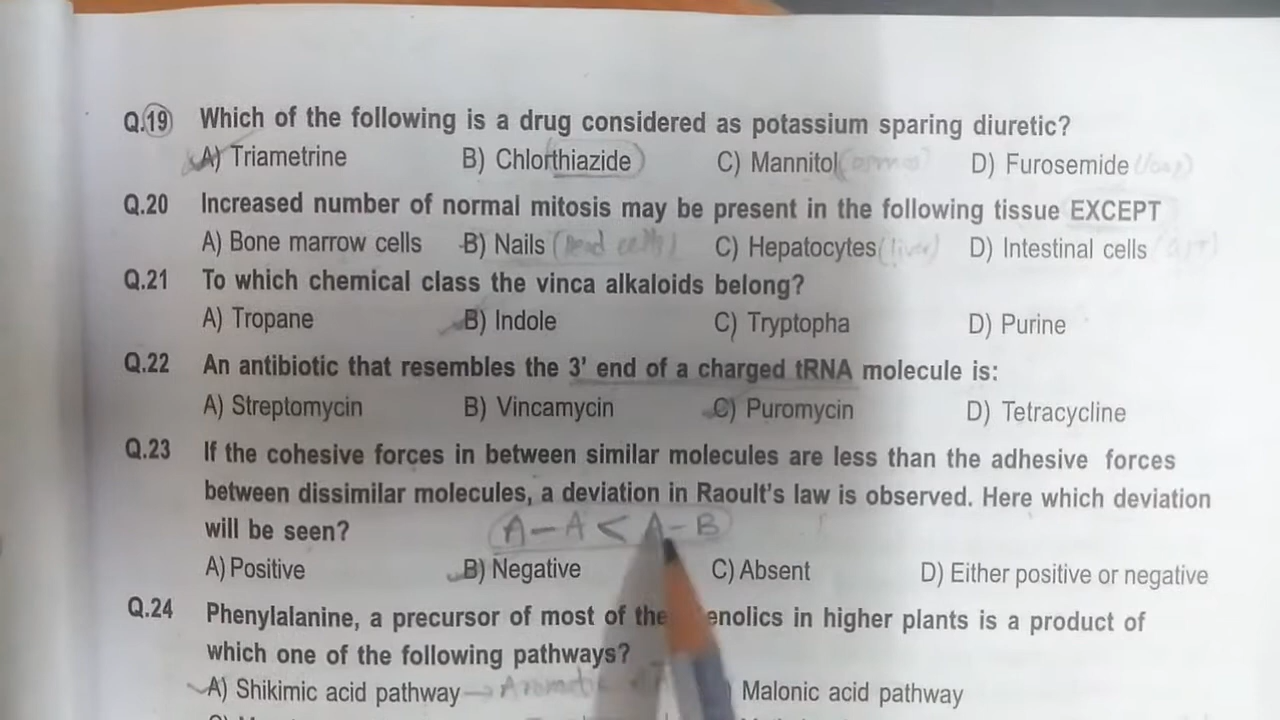 Q.19 Which of the following is a drug considered as potassium sparing diuretic?
A) Triametrine B) Chlorthiazide C) Mannitol (osmo) D) Furosemide (loop)
Q.20 Increased number of normal mitosis may be present in the following tissue EXCEPT
A) Bone marrow cells B) Nails (Dead cells) C) Hepatocytes (liver) D) Intestinal cells
Q.21 To which chemical class the vinca alkaloids belong?
A) Tropane B) Indole C) Tryptopha D) Purine
Q.22 An antibiotic that resembles the 3' end of a charged tRNA molecule is:
A) Streptomycin B) Vincamycin C) Puromycin D) Tetracycline
Q.23 If the cohesive forces in between similar molecules are less than the adhesive forces
between dissimilar molecules, a deviation in Raoult's law is observed. Here which deviation
will be seen? A-A < A-B
A) Positive B) Negative C) Absent D) Either positive or negative
Q.24 Phenylalanine, a precursor of most of the enolics in higher plants is a product of
which one of the following pathways?
A) Shikimic acid pathway → Malonic acid pathway